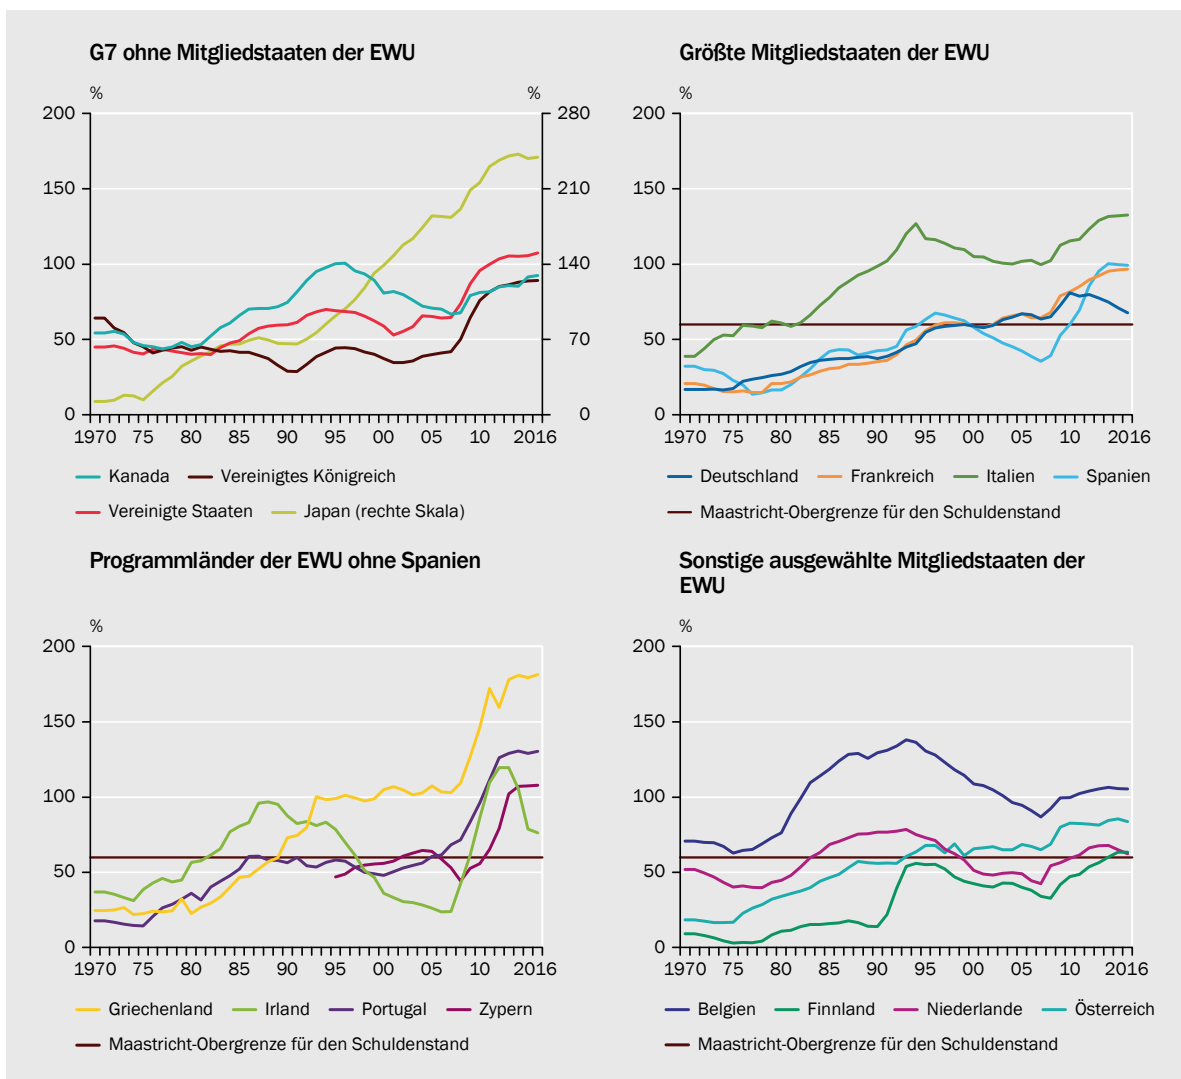 G7 ohne Mitgliedstaaten der EWU
% %
200 280
150 210
100 140
50 70
0 0
1970 75 80 85 90 95 00 05 10 2016
Kanada Vereinigtes Königreich
Vereinigte Staaten Japan (rechte Skala)
Größte Mitgliedstaaten der EWU
%
200
150
100
50
0
1970 75 80 85 90 95 00 05 10 2016
Deutschland Frankreich Italien Spanien
Maastricht-Obergrenze für den Schuldenstand
Programmländer der EWU ohne Spanien
%
200
150
100
50
0
1970 75 80 85 90 95 00 05 10 2016
Griechenland Irland Portugal Zypern
Maastricht-Obergrenze für den Schuldenstand
Sonstige ausgewählte Mitgliedstaaten der
EWU
%
200
150
100
50
0
1970 75 80 85 90 95 00 05 10 2016
Belgien Finnland Niederlande Österreich
Maastricht-Obergrenze für den Schuldenstand